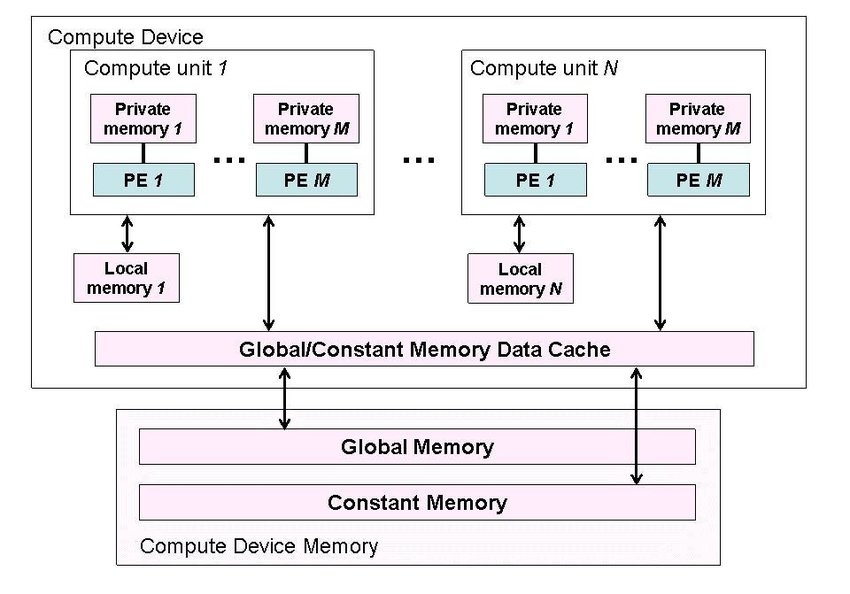 Compute Device
Compute unit 1
Compute unit N
Private
memory 1
Private
memory M
Private
memory 1
Private
memory M
...
...
...
PE 1
PE M
PE 1
PE M
Local
memory 1
Local
memory N
Global/Constant Memory Data Cache
Global Memory
Constant Memory
Compute Device Memory